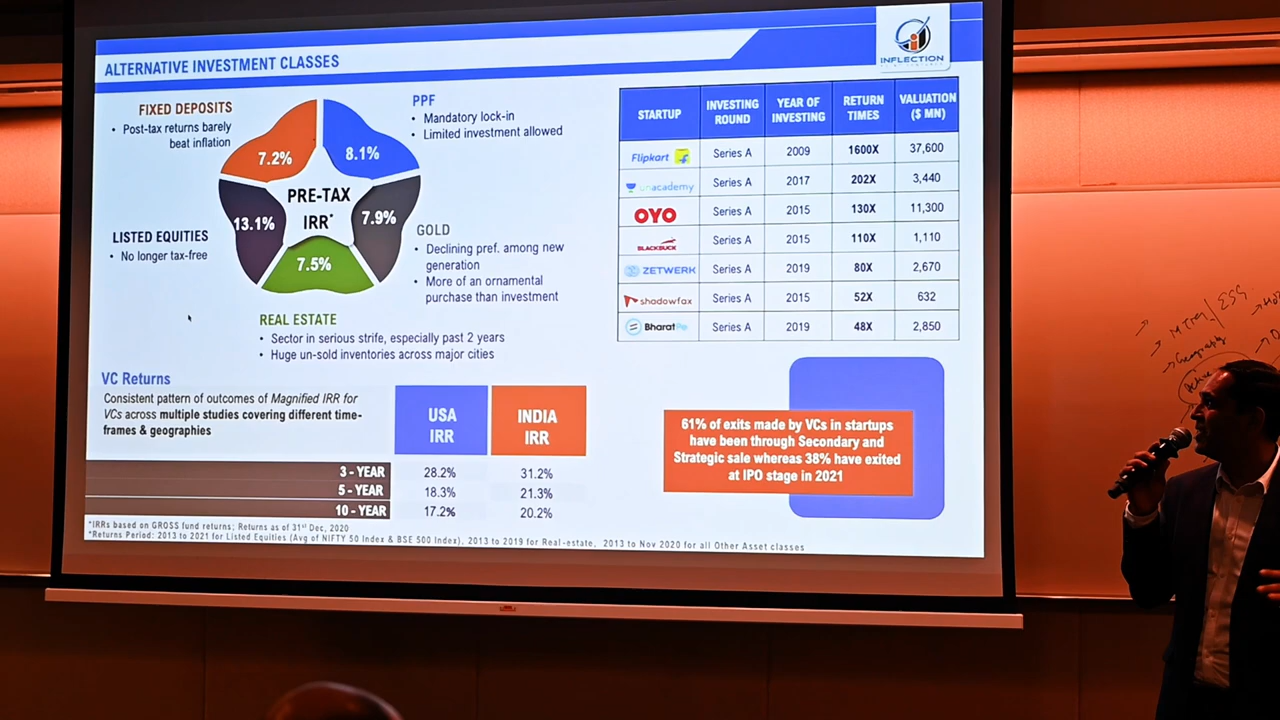 ALTERNATIVE INVESTMENT CLASSES
INFLECTION
FIXED DEPOSITS
• Post-tax returns barely
beat inflation
7.2%
8.1%
PPF
• Mandatory lock-in
• Limited investment allowed
PRE-TAX
IRR*
13.1%
7.9%
7.5%
LISTED EQUITIES
• No longer tax-free
GOLD
• Declining pref. among new
generation
• More of an ornamental
purchase than investment
REAL ESTATE
• Sector in serious strife, especially past 2 years
• Huge un-sold inventories across major cities
VC Returns
Consistent pattern of outcomes of Magnified IRR for
VCs across multiple studies covering different time-
frames & geographies
USA
IRR
INDIA
IRR
3 - YEAR 28.2% 31.2%
5 - YEAR 18.3% 21.3%
10 - YEAR 17.2% 20.2%
*IRRs based on GROSS fund returns; Returns as of 31st Dec, 2020
*Returns Period: 2013 to 2021 for Listed Equities (Avg of NIFTY 50 Index & BSE 500 Index), 2013 to 2019 for Real-estate, 2013 to Nov 2020 for all Other Asset classes
STARTUP INVESTING ROUND YEAR OF INVESTING RETURN TIMES VALUATION ($ MN)
Flipkart Series A 2009 1600X 37,600
unacademy Series A 2017 202X 3,440
OYO Series A 2015 130X 11,300
BLACKBUCK Series A 2015 110X 1,110
ZETWERK Series A 2019 80X 2,670
shadowfax Series A 2015 52X 632
BharatPe Series A 2019 48X 2,850
61% of exits made by VCs in startups
have been through Secondary and
Strategic sale whereas 38% have exited
at IPO stage in 2021
ESG
Geography